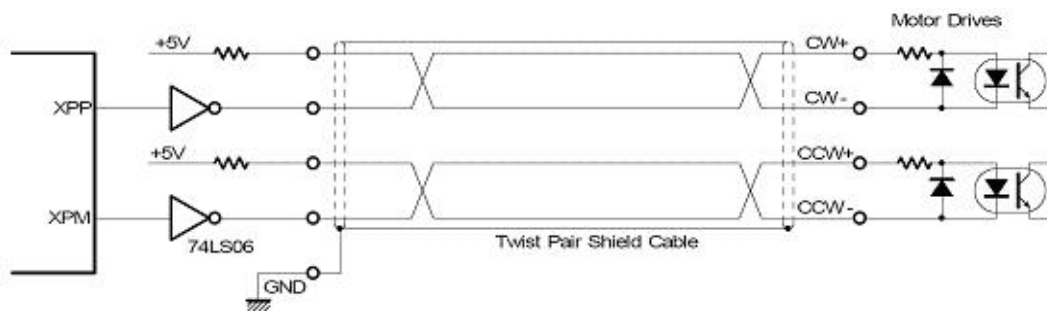 Motor Drives
+5V
CW+
XPP
CW-
+5V
CCW+
XPM
CCW-
74LS06
Twist Pair Shield Cable
GND